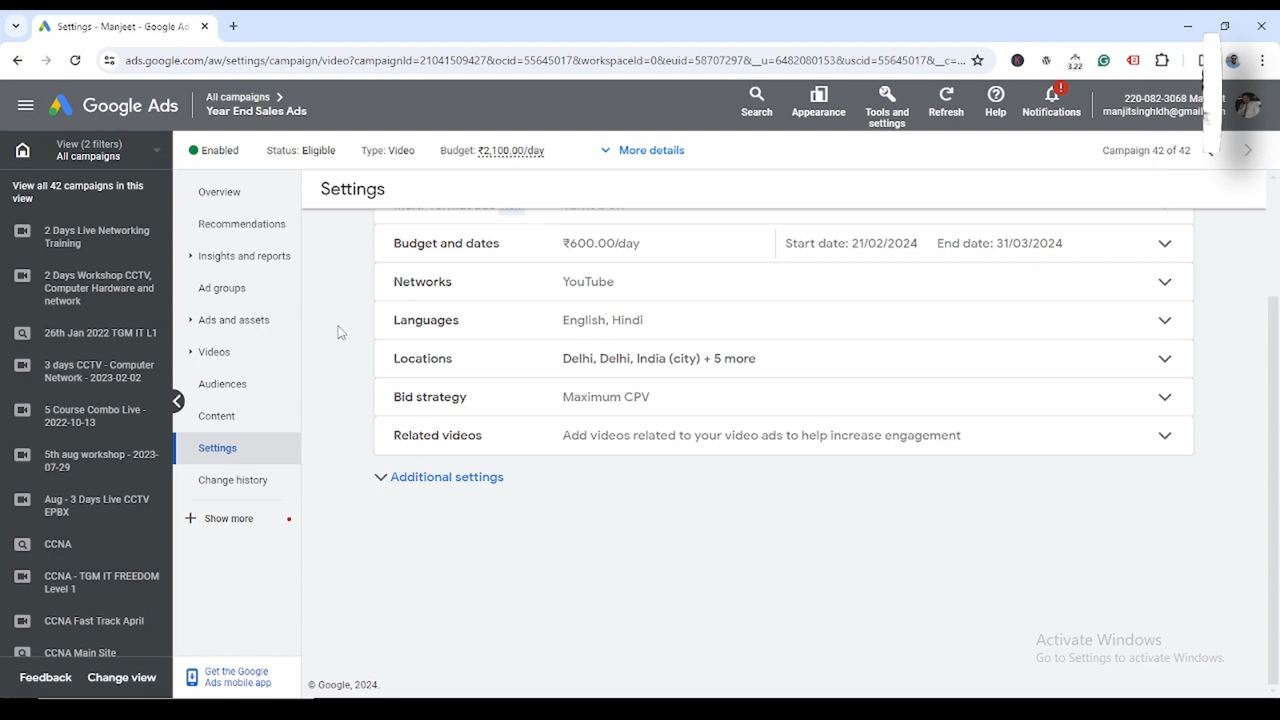 Settings - Manjeet - Google Ad
ads.google.com/aw/settings/campaign/video?campaignId=21041509427&ocid=55645017&workspaceId=0&euid=58707297&__u=6482080153&uscid=55645017&__c=...
3.22
Google Ads
All campaigns >
Year End Sales Ads
Search
Appearance
Tools and
settings
Refresh
Help
!
Notifications
220-082-3068
manjitsinghldh@gmail
View (2 filters)
All campaigns
Enabled
Status: Eligible
Type: Video
Budget: ₹2,100.00/day
More details
Campaign 42 of 42
View all 42 campaigns in this
view
2 Days Live Networking
Training
2 Days Workshop CCTV,
Computer Hardware and
network
26th Jan 2022 TGM IT L1
3 days CCTV - Computer
Network - 2023-02-02
5 Course Combo Live -
2022-10-13
5th aug workshop - 2023-
07-29
Aug - 3 Days Live CCTV
EPBX
CCNA
CCNA - TGM IT FREEDOM
Level 1
CCNA Fast Track April
CCNA Main Site
Feedback
Change view
Overview
Recommendations
Insights and reports
Ad groups
Ads and assets
Videos
Audiences
Content
Settings
Change history
+ Show more
Get the Google
Ads mobile app
Settings
Budget and dates
₹600.00/day
Start date: 21/02/2024
End date: 31/03/2024
Networks
YouTube
Languages
English, Hindi
Locations
Delhi, Delhi, India (city) + 5 more
Bid strategy
Maximum CPV
Related videos
Add videos related to your video ads to help increase engagement
Additional settings
Activate Windows
Go to Settings to activate Windows.
© Google, 2024.